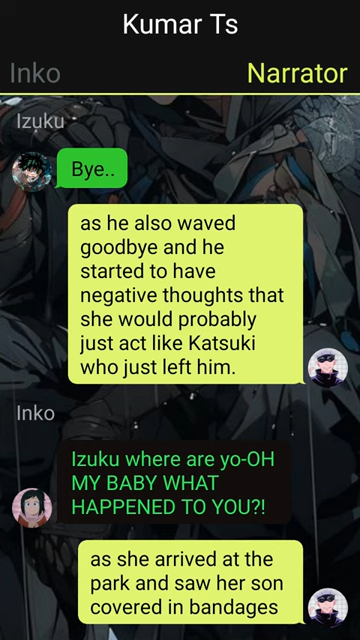 Kumar Ts
Inko
Narrator
Izuku
Bye..
as he also waved
goodbye and he
started to have
negative thoughts that
she would probably
just act like Katsuki
who just left him.
Inko
Izuku where are yo-OH
MY BABY WHAT
HAPPENED TO YOU?!
as she arrived at the
park and saw her son
covered in bandages